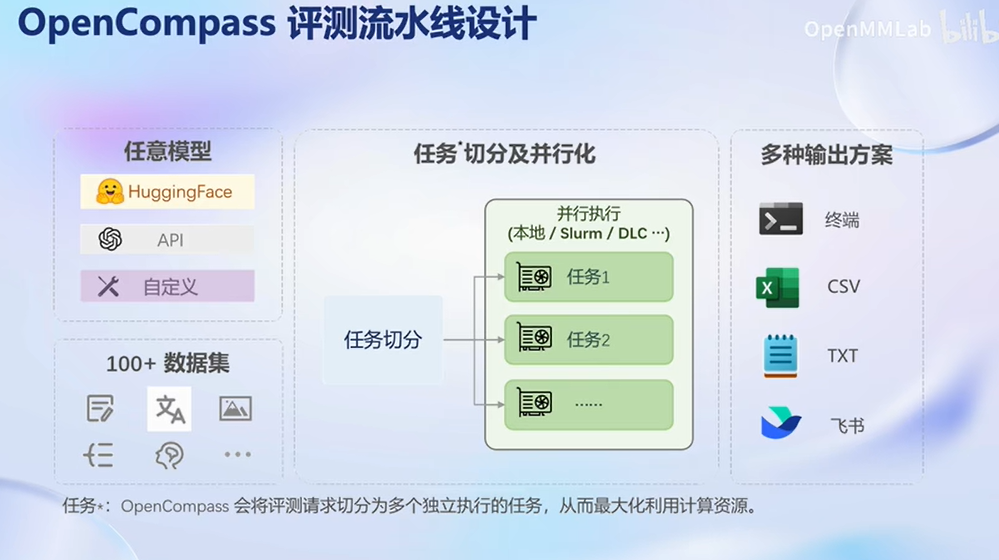 OpenCompass 评测流水线设计
OpenMMLab bilibili
任意模型
HuggingFace
API
自定义
100+ 数据集
文A
...
任务*切分及并行化
任务切分
并行执行
(本地 / Slurm / DLC ···)
任务1
任务2
······
多种输出方案
终端
CSV
TXT
飞书
任务*：OpenCompass 会将评测请求切分为多个独立执行的任务，从而最大化利用计算资源。